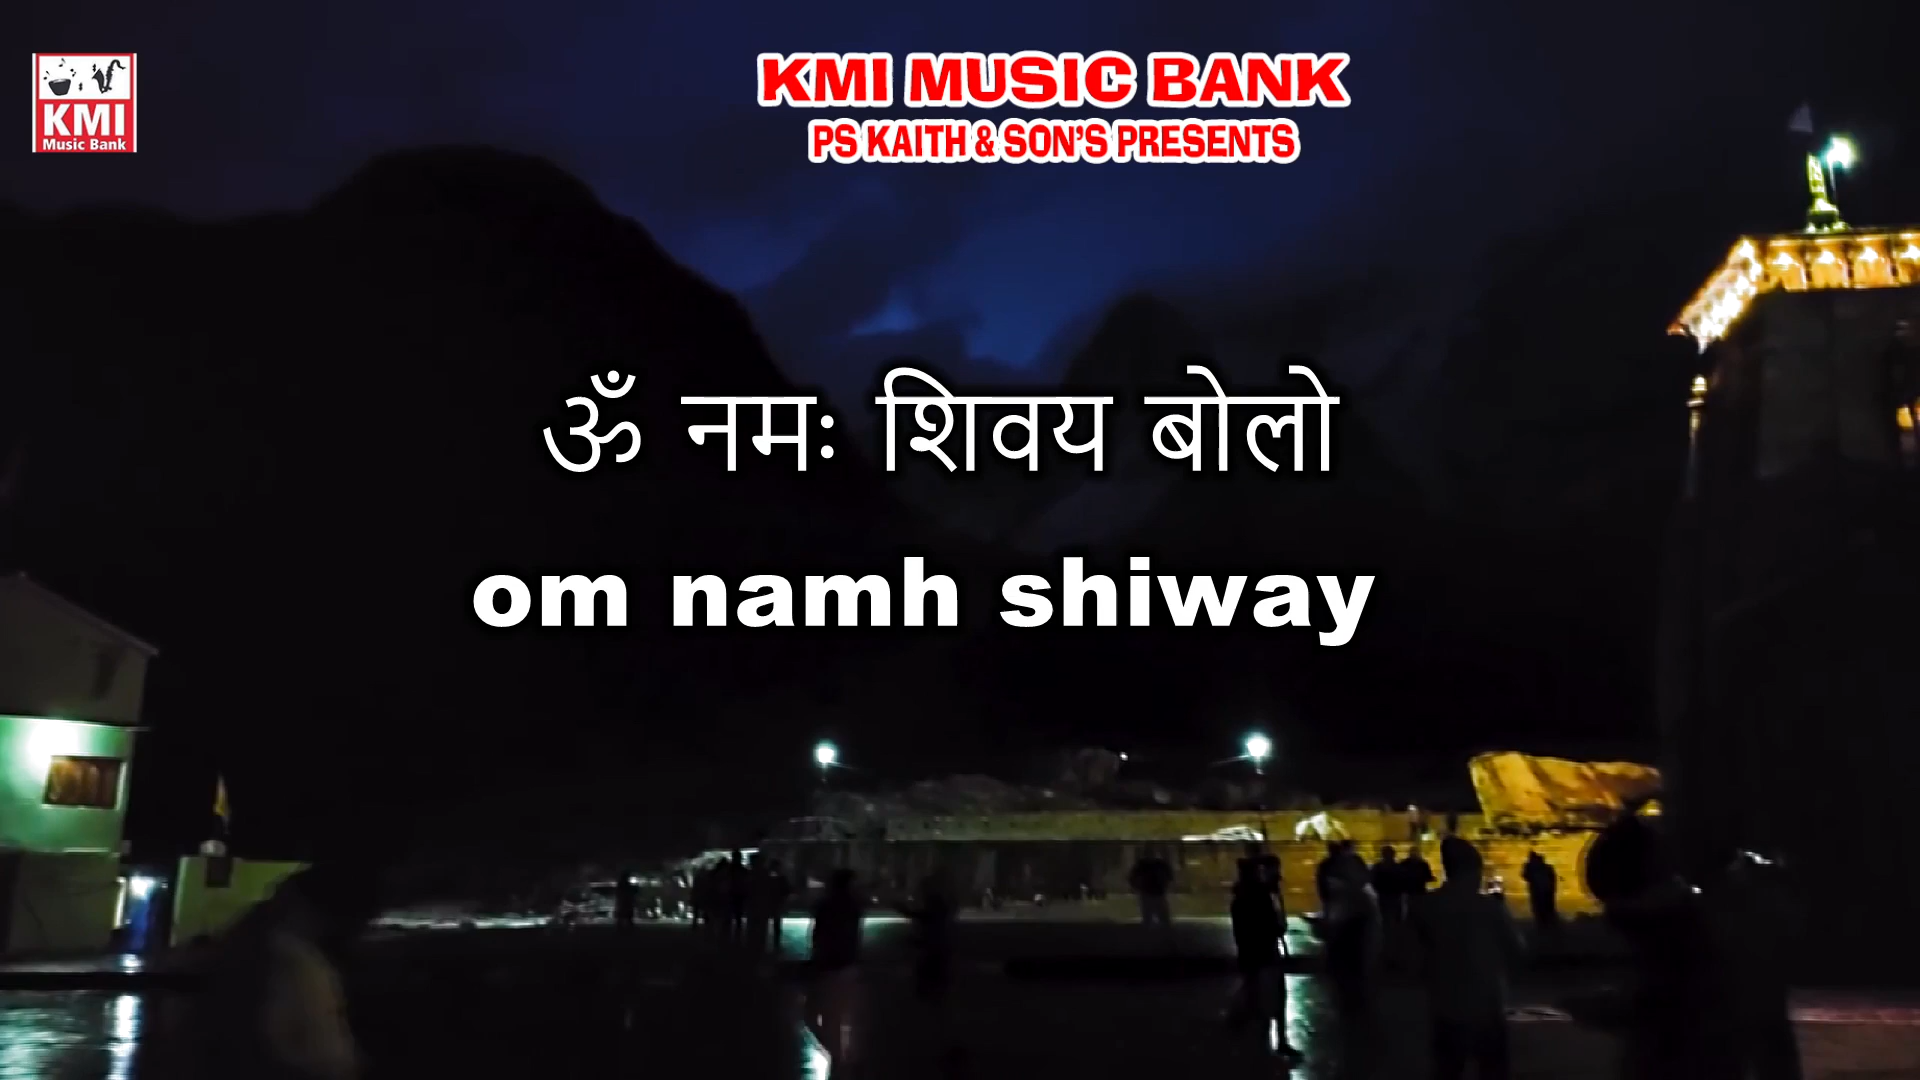 KMI
Music Bank
KMI MUSIC BANK
PS KAITH & SON'S PRESENTS
ॐ नमः शिवय बोलो
om namh shiway